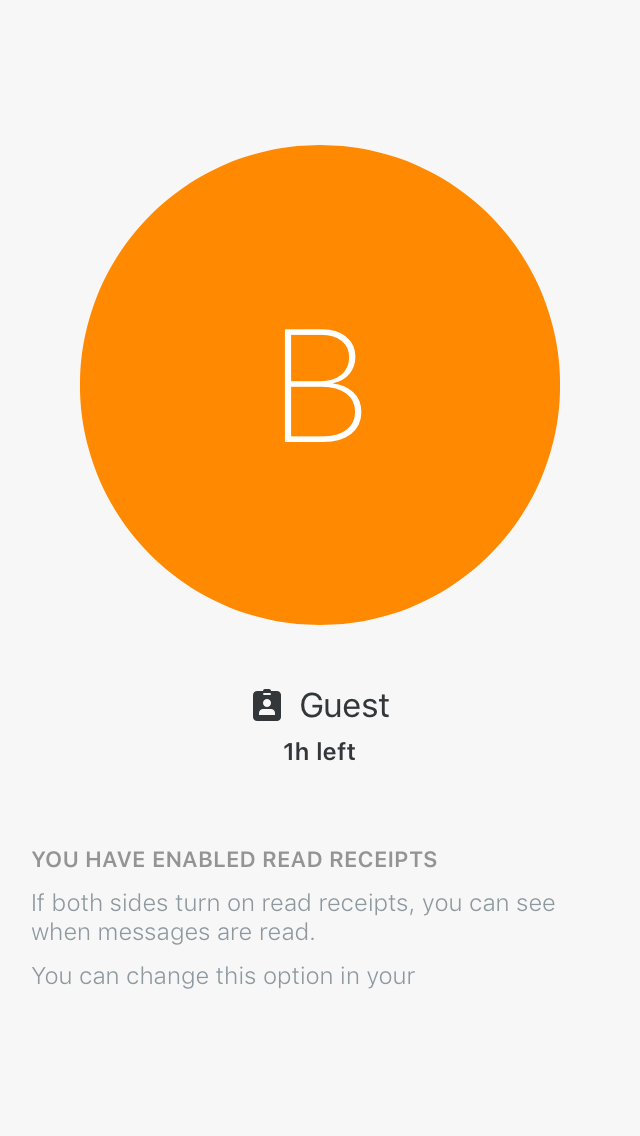 B
Guest
1h left
YOU HAVE ENABLED READ RECEIPTS
If both sides turn on read receipts, you can see
when messages are read.
You can change this option in your